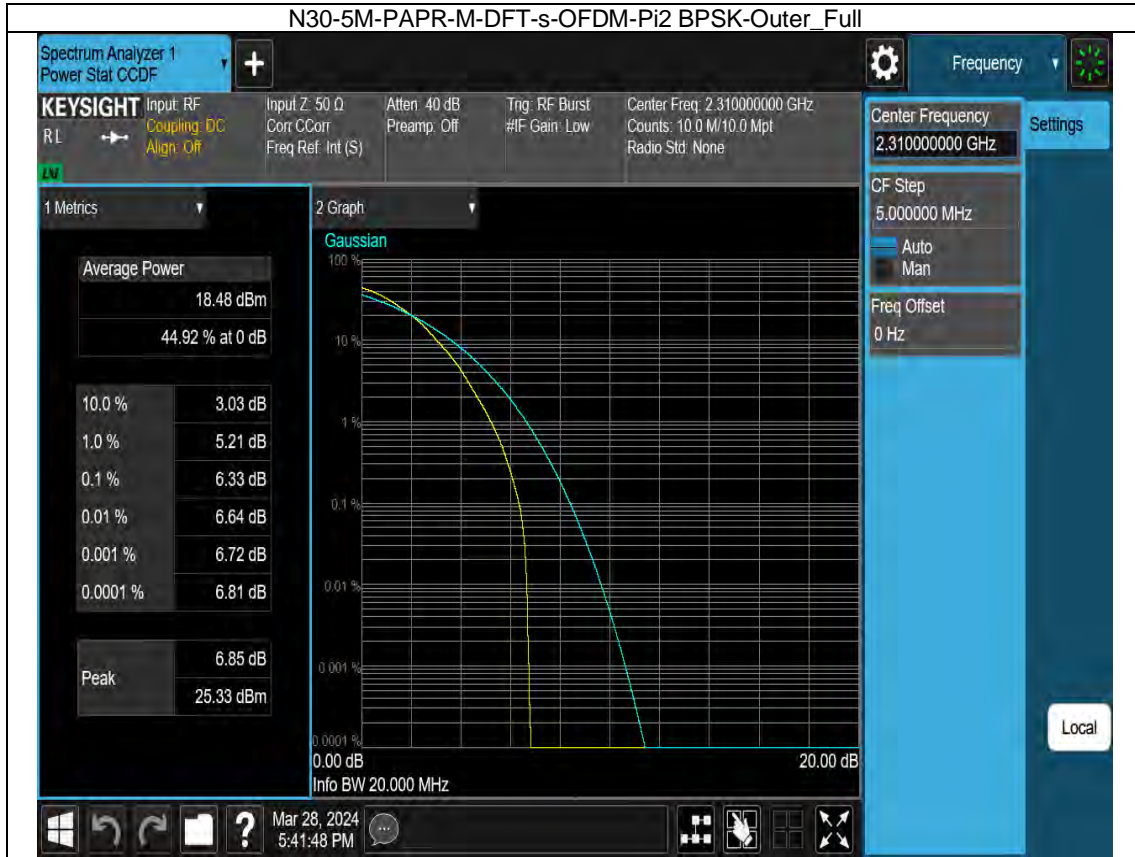 N30-5M-PAPR-M-DFT-s-OFDM-Pi2 BPSK-Outer_Full
Spectrum Analyzer 1
Power Stat CCDF
+
Frequency
KEYSIGHT
RL
LNI
Input: RF
Coupling: DC
Align: Off
Input Z: 50 Ω
Corr CCorr
Freq Ref: Int (S)
Atten: 40 dB
Preamp: Off
Trig: RF Burst
#IF Gain: Low
Center Freq: 2.310000000 GHz
Counts: 10.0 M/10.0 Mpt
Radio Std: None
Center Frequency
2.310000000 GHz
Settings
CF Step
5.000000 MHz
Auto
Man
Freq Offset
0 Hz
1 Metrics
Average Power
18.48 dBm
44.92 % at 0 dB
10.0 % 3.03 dB
1.0 % 5.21 dB
0.1 % 6.33 dB
0.01 % 6.64 dB
0.001 % 6.72 dB
0.0001 % 6.81 dB
Peak
6.85 dB
25.33 dBm
2 Graph
Gaussian
100 %
10 %
1 %
0.1 %
0.01 %
0.001 %
0.0001 %
0.00 dB 20.00 dB
Info BW 20.000 MHz
Local
?
Mar 28, 2024
5:41:48 PM